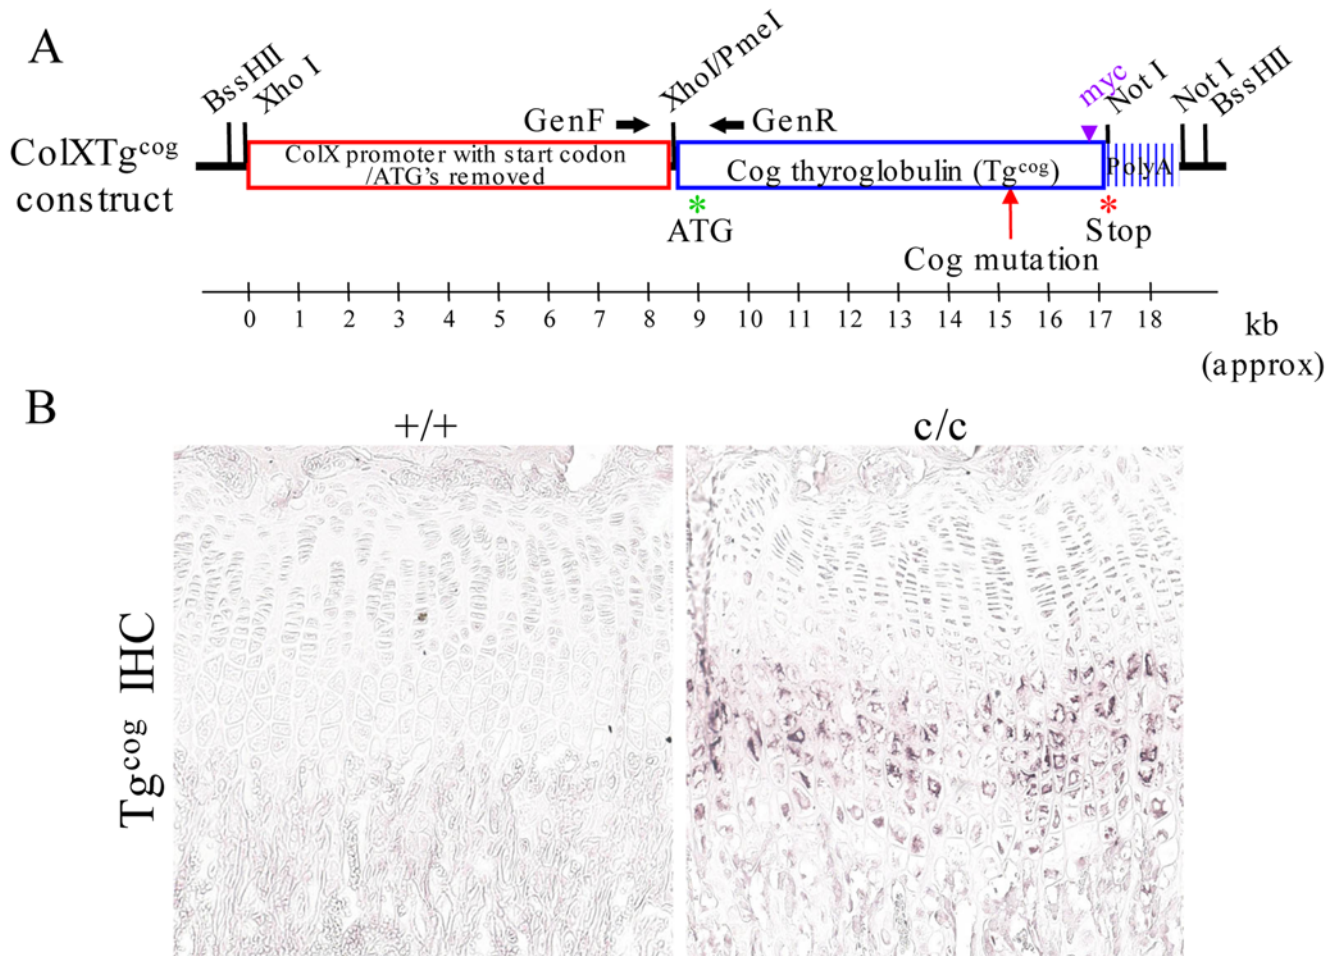 A
BssHII
Xho I
XhoI/PmeI
myc
Not I
Not I
BssHII
GenF
GenR
ColXTgcog
construct
ColX promoter with start codon
/ATG's removed
Cog thyroglobulin (Tgcog)
PolyA
*
ATG
*
Stop
Cog mutation
0 1 2 3 4 5 6 7 8 9 10 11 12 13 14 15 16 17 18
kb
(approx)
B
+/+
c/c
Tgcog IHC